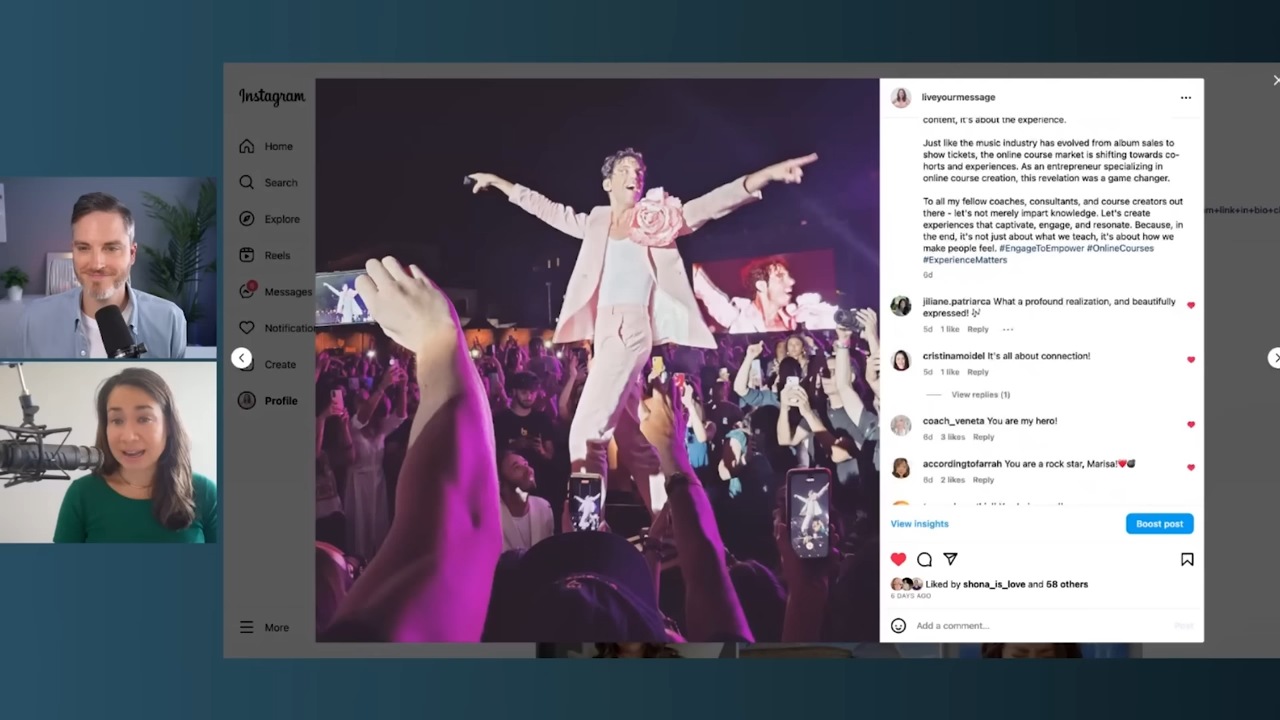 Instagram
Home
Search
Explore
Reels
Messages
Notification
Create
Profile
More
liveyourmessage
content, it's about the experience.
Just like the music industry has evolved from album sales to
show tickets, the online course market is shifting towards co-
horts and experiences. As an entrepreneur specializing in
online course creation, this revelation was a game changer.
To all my fellow coaches, consultants, and course creators out
there - let's not merely impart knowledge. Let's create
experiences that captivate, engage, and resonate. Because, in
the end, it's not just about what we teach, it's about how we
make people feel. #EngageToEmpower #OnlineCourses
#ExperienceMatters
6d
jiliane.patriarca What a profound realization, and beautifully
expressed! 🎶
5d 1 like Reply ···
cristinamoidel It's all about connection!
5d 1 like Reply
View replies (1)
coach_veneta You are my hero!
6d 3 likes Reply
accordingtofarrah You are a rock star, Marisa!
6d 2 likes Reply
View insights
Boost post
Liked by shona_is_love and 58 others
6 DAYS AGO
Add a comment...
Post
m+link+in+bio+c